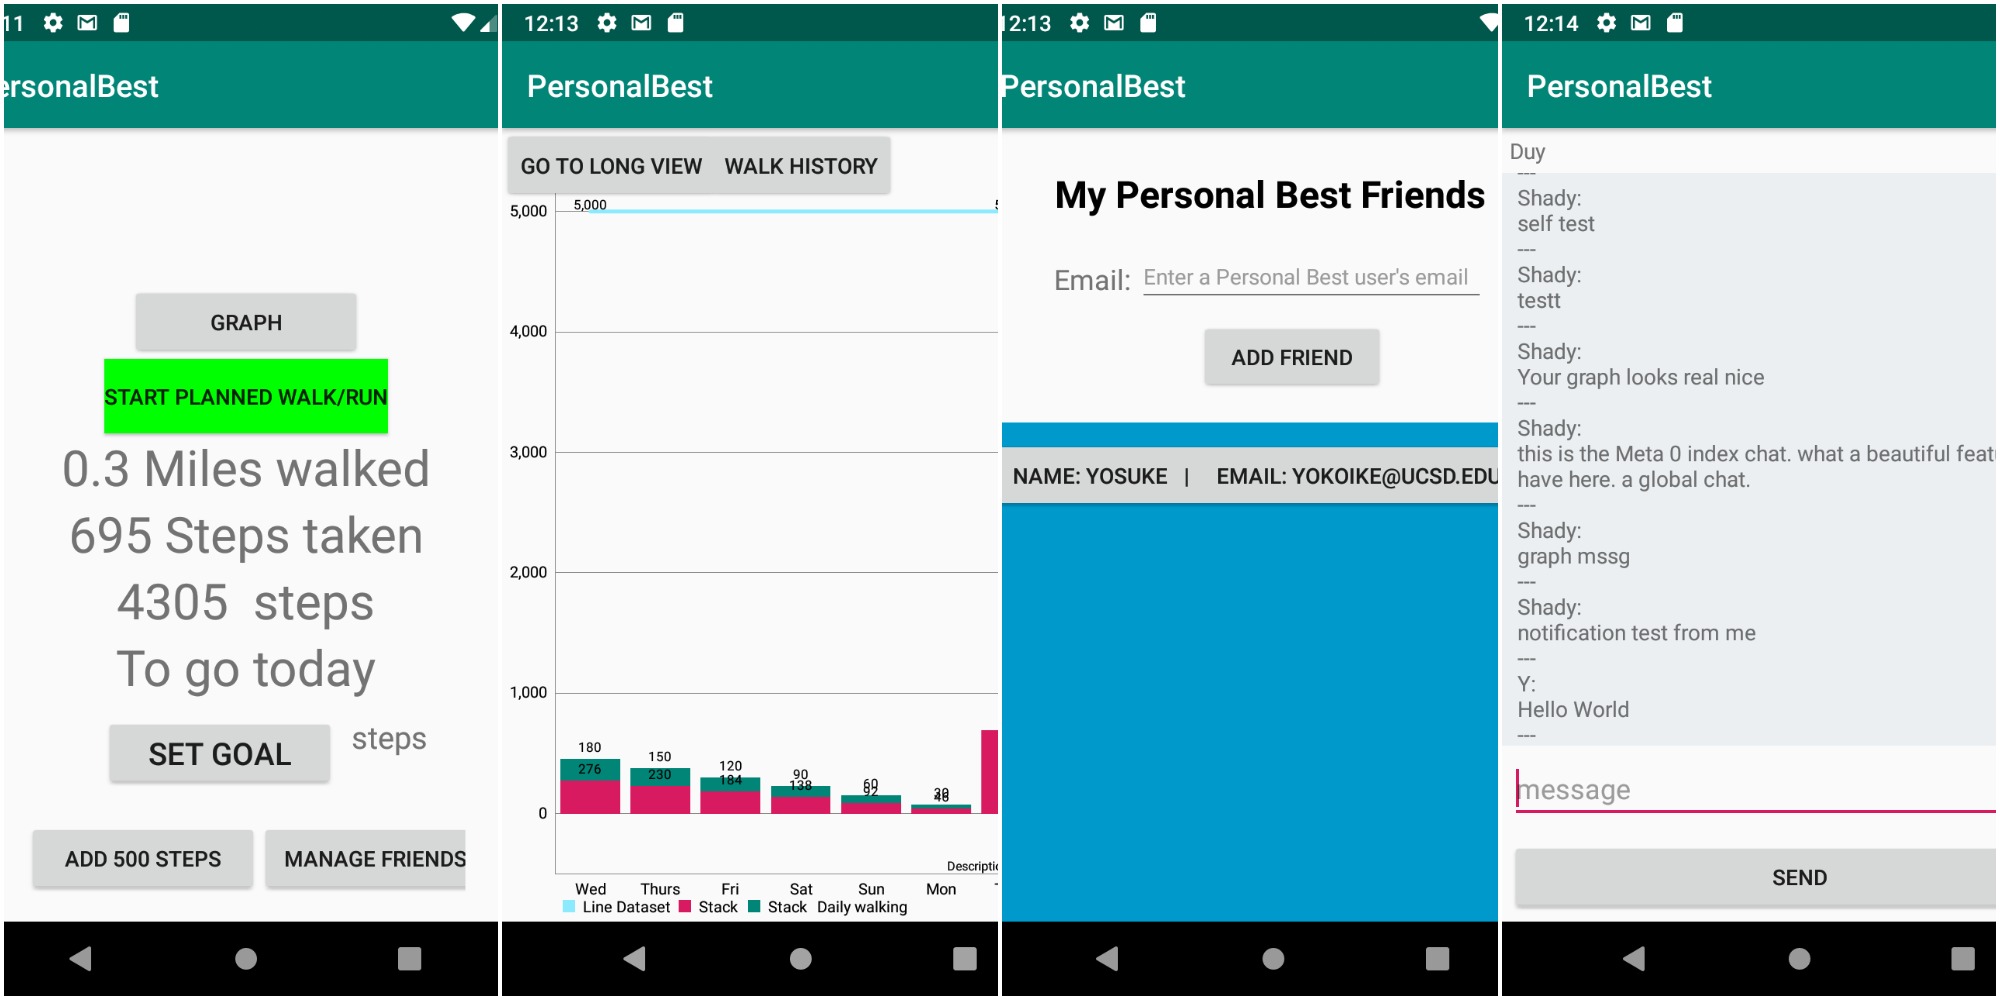 11
ersonalBest
GRAPH
START PLANNED WALK/RUN
0.3 Miles walked
695 Steps taken
4305 steps
To go today
SET GOAL
steps
ADD 500 STEPS
MANAGE FRIENDS
12:13
PersonalBest
GO TO LONG VIEW
WALK HISTORY
5,000
5,000
5
4,000
3,000
2,000
1,000
0
180
276
150
230
120
184
90
138
60
92
46
Descriptio
Wed Thurs Fri Sat Sun Mon
Line Dataset Stack Stack Daily walking
12:13
PersonalBest
My Personal Best Friends
Email: Enter a Personal Best user's email
ADD FRIEND
NAME: YOSUKE | EMAIL: YOKOIKE@UCSD.EDU
12:14
PersonalBest
Duy
---
Shady:
self test
---
Shady:
testt
---
Shady:
Your graph looks real nice
---
Shady:
this is the Meta 0 index chat. what a beautiful feat
have here. a global chat.
---
Shady:
graph mssg
---
Shady:
notification test from me
---
Y:
Hello World
---
message
SEND